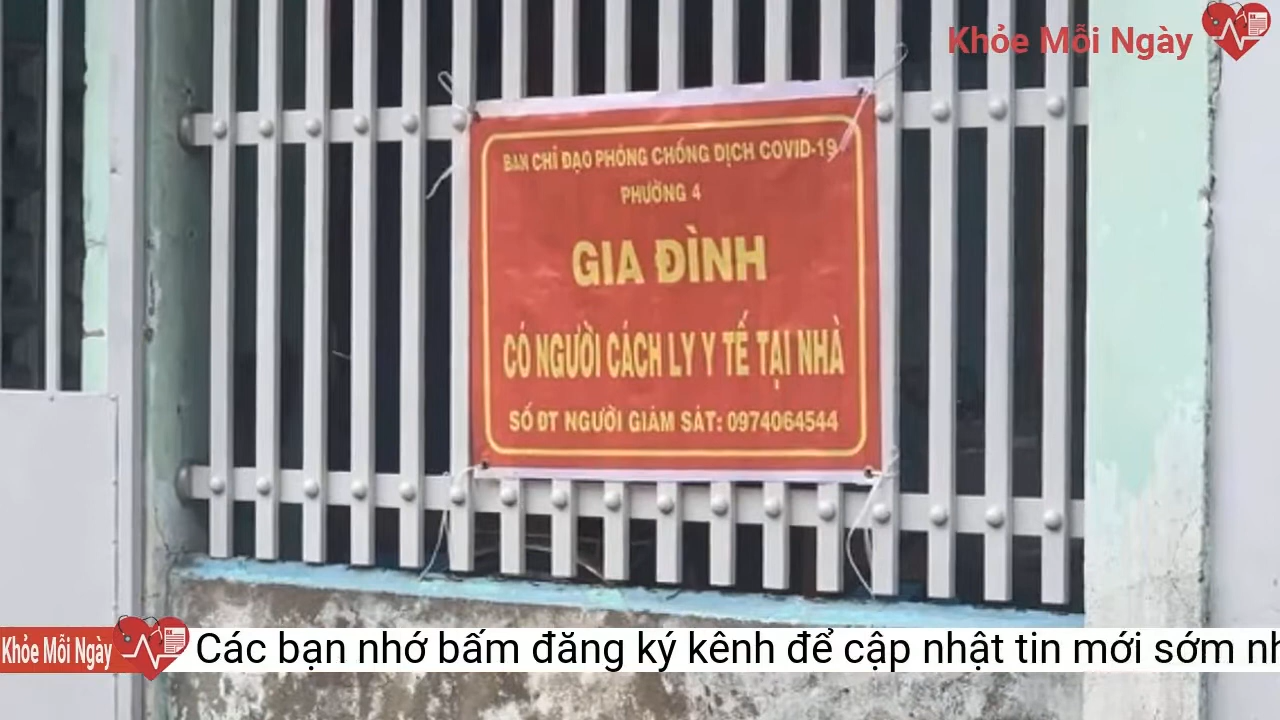 Khỏe Mỗi Ngày
BAN CHỈ ĐẠO PHÒNG CHỐNG DỊCH COVID-19
PHƯỜNG 4
GIA ĐÌNH
CÓ NGƯỜI CÁCH LY Y TẾ TẠI NHÀ
SỐ ĐT NGƯỜI GIÁM SÁT: 0974064544
Khỏe Mỗi Ngày
Các bạn nhớ bấm đăng ký kênh để cập nhật tin mới sớm